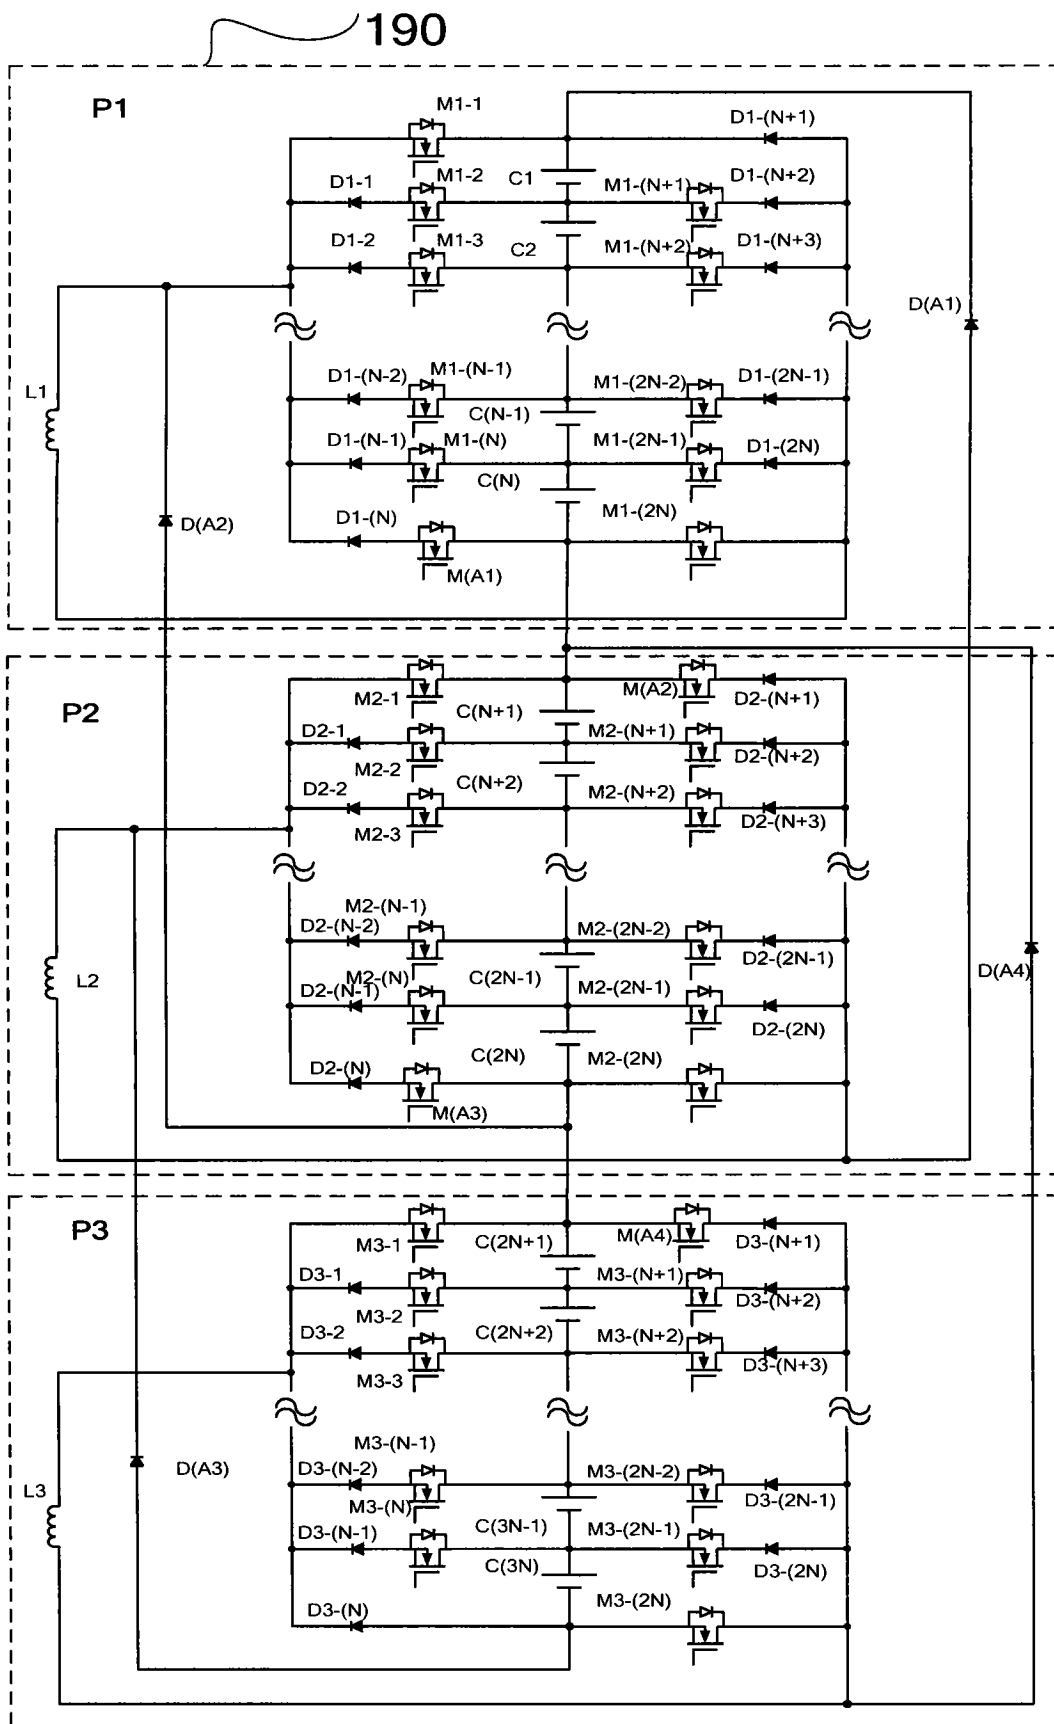 190
P1
M1-1
D1-(N+1)
D1-1
M1-2
C1
M1-(N+1)
D1-(N+2)
D1-2
M1-3
C2
M1-(N+2)
D1-(N+3)
D(A1)
L1
D1-(N-2)
M1-(N-1)
C(N-1)
M1-(2N-2)
D1-(2N-1)
D1-(N-1)
M1-(N)
C(N)
M1-(2N-1)
D1-(2N)
D(A2)
D1-(N)
M(A1)
M1-(2N)
P2
M2-1
C(N+1)
M(A2)
D2-(N+1)
D2-1
M2-2
C(N+2)
M2-(N+1)
D2-(N+2)
D2-2
M2-3
M2-(N+2)
D2-(N+3)
M2-(N-1)
D2-(N-2)
M2-(2N-2)
D2-(2N-1)
D(A4)
L2
M2-(N)
D2-(N-1)
C(2N-1)
M2-(2N-1)
D2-(2N)
D2-(N)
M(A3)
C(2N)
M2-(2N)
P3
M3-1
C(2N+1)
M(A4)
D3-(N+1)
D3-1
M3-2
C(2N+2)
M3-(N+1)
D3-(N+2)
D3-2
M3-3
M3-(N+2)
D3-(N+3)
M3-(N-1)
D(A3)
L3
D3-(N-2)
M3-(N)
C(3N-1)
M3-(2N-2)
D3-(2N-1)
D3-(N-1)
C(3N)
M3-(2N-1)
D3-(2N)
D3-(N)
M3-(2N)